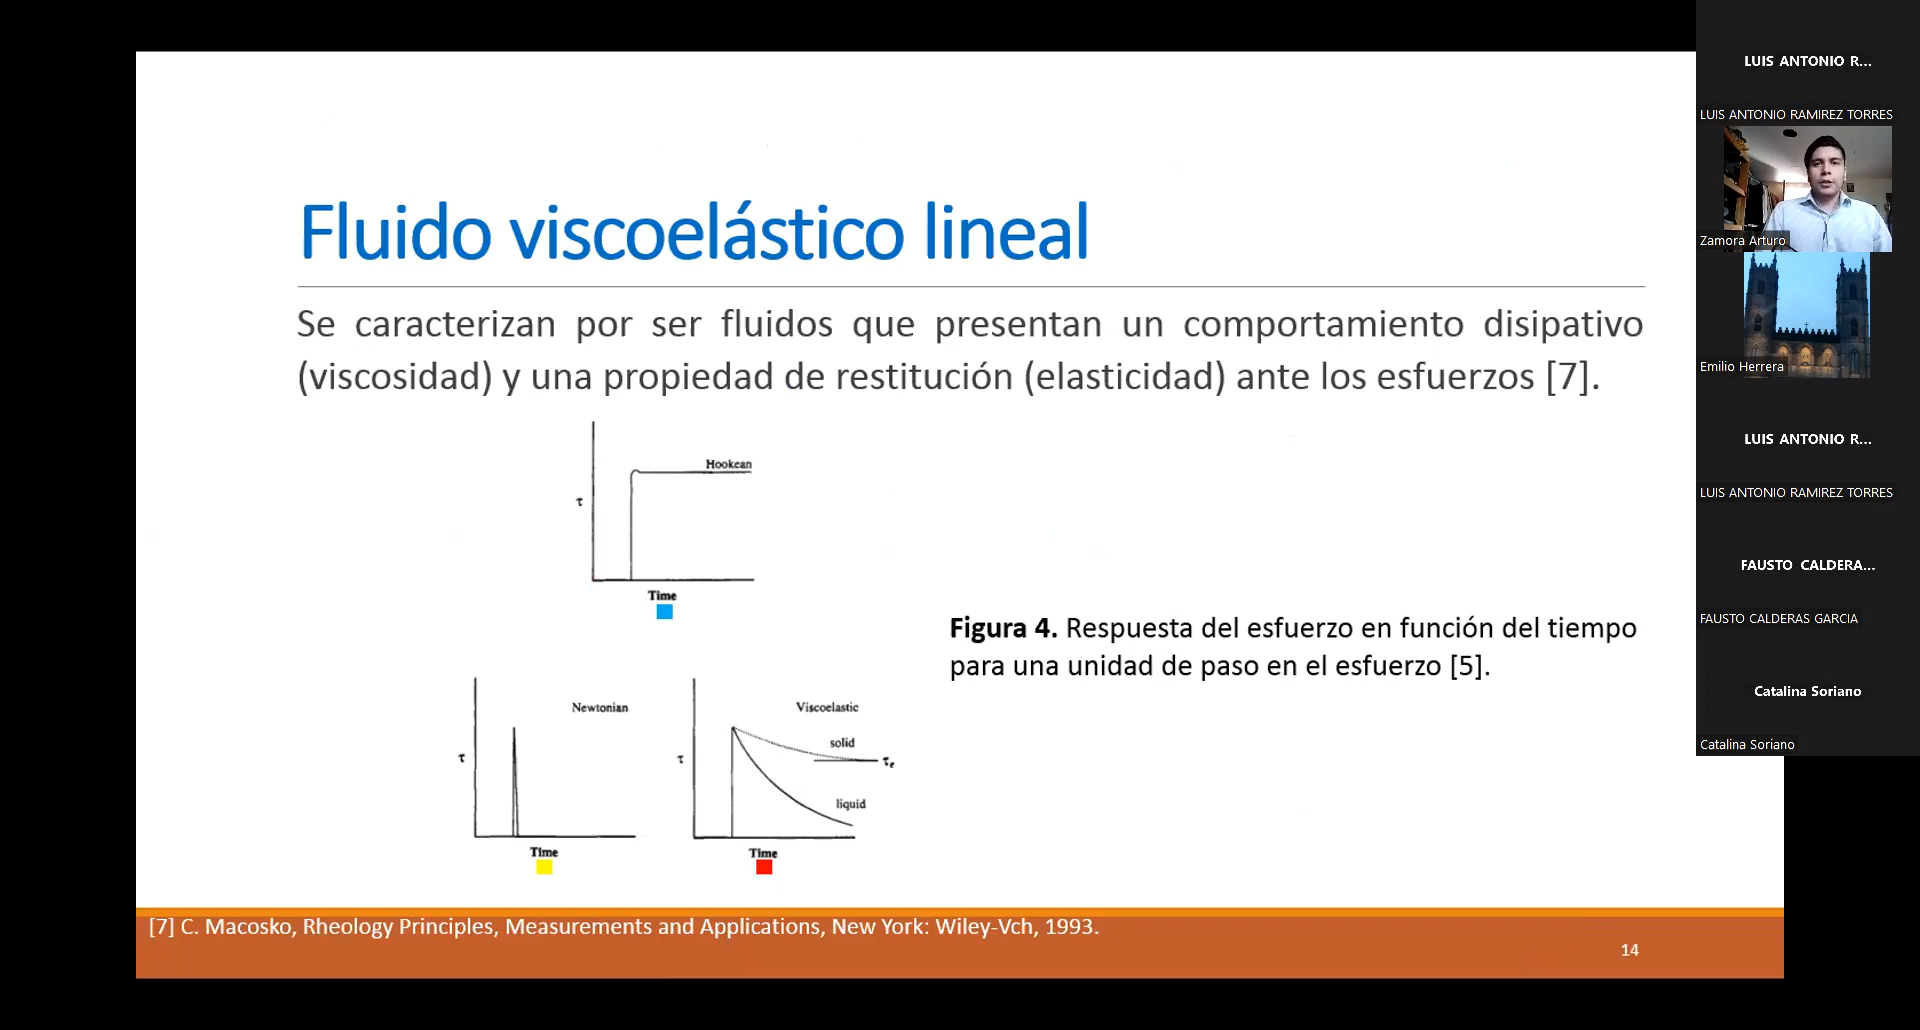 Fluido viscoelástico lineal
Se caracterizan por ser fluidos que presentan un comportamiento disipativo
(viscosidad) y una propiedad de restitución (elasticidad) ante los esfuerzos [7].
Hookean
τ
Time
Figura 4. Respuesta del esfuerzo en función del tiempo
para una unidad de paso en el esfuerzo [5].
Newtonian
τ
Time
Viscoelastic
solid
τ
τe
liquid
Time
[7] C. Macosko, Rheology Principles, Measurements and Applications, New York: Wiley-Vch, 1993.
14
LUIS ANTONIO R...
LUIS ANTONIO RAMIREZ TORRES
Zamora Arturo
Emilio Herrera
LUIS ANTONIO R...
LUIS ANTONIO RAMIREZ TORRES
FAUSTO CALDERA...
FAUSTO CALDERAS GARCIA
Catalina Soriano
Catalina Soriano